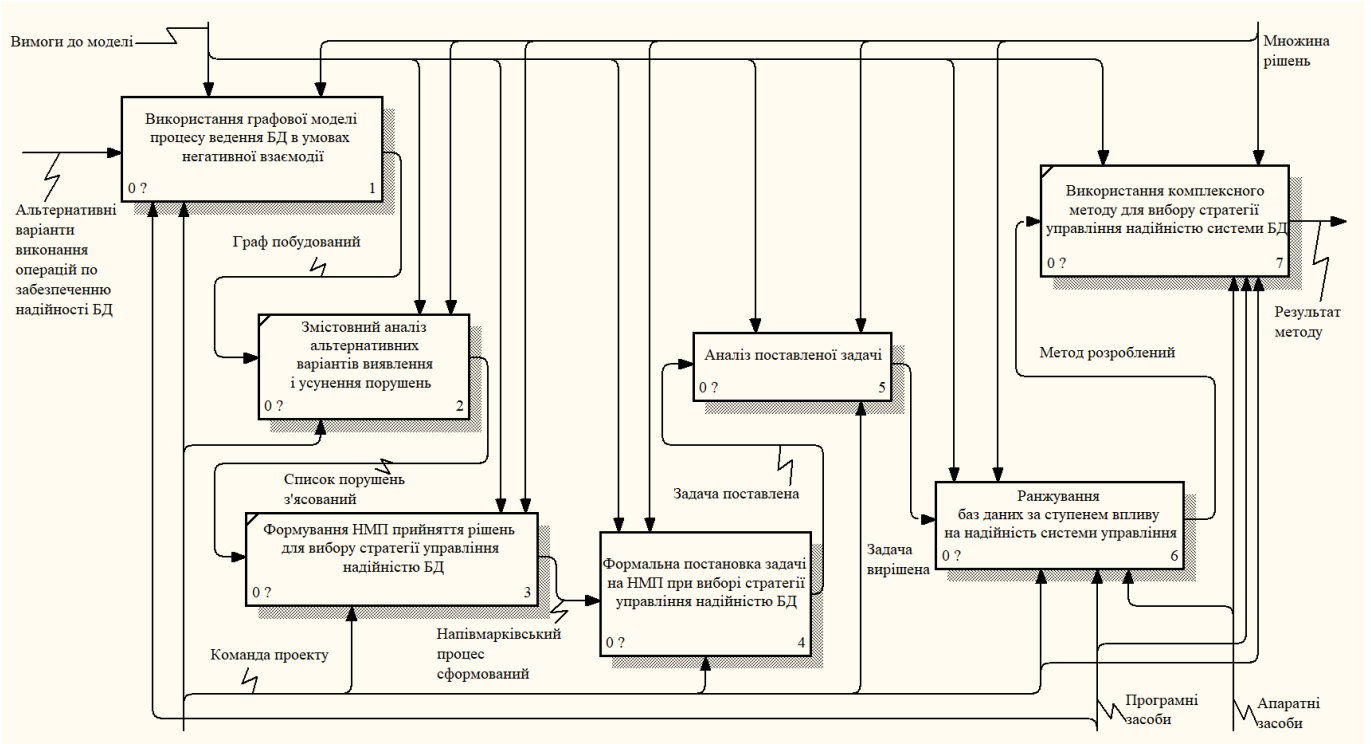 Вимоги до моделі
Множина
рішень
Використання графової моделі
процесу ведення БД в умовах
негативної взаємодії
0 ?
1
Альтернативні
варіанти
виконання
операцій по
забезпеченню
надійності БД
Використання комплексного
методу для вибору стратегії
управління надійністю системи БД
0 ?
7
Граф побудований
Результат
методу
Змістовний аналіз
альтернативних
варіантів виявлення
і усунення порушень
0 ?
2
Аналіз поставленої задачі
0 ?
5
Метод розроблений
Список порушень
з'ясований
Задача поставлена
Формування НМП прийняття рішень
для вибору стратегії управління
надійністю БД
0 ?
3
Формальна постановка задачі
на НМП при виборі стратегії
управління надійністю БД
0 ?
4
Задача
вирішена
Ранжування
баз даних за ступенем впливу
на надійність системи управління
0 ?
6
Напівмарківський
процес
сформований
Команда проекту
Програмні
засоби
Апаратні
засоби